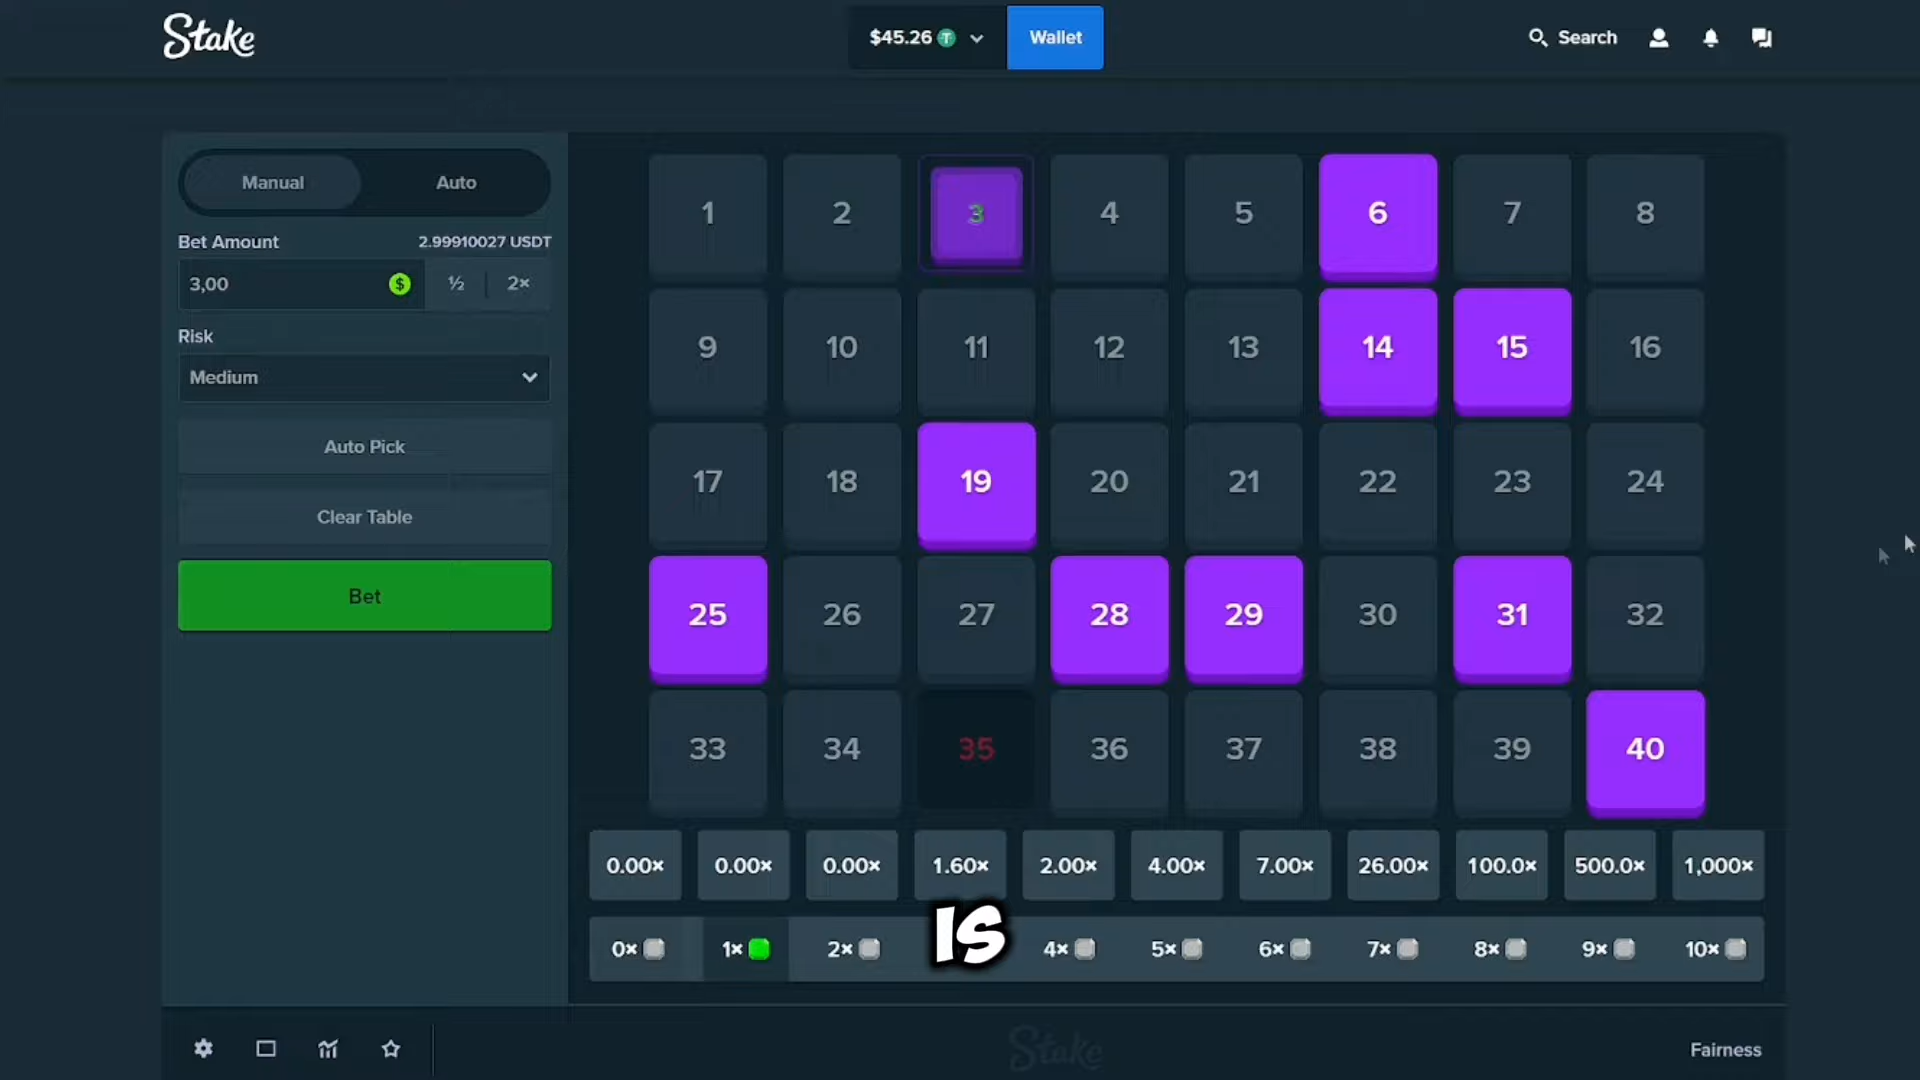 Stake
$45.26
Wallet
Search
Manual
Auto
Bet Amount
2.99910027 USDT
3,00
$
½
2×
Risk
Medium
Auto Pick
Clear Table
Bet
1 2 3 4 5 6 7 8
9 10 11 12 13 14 15 16
17 18 19 20 21 22 23 24
25 26 27 28 29 30 31 32
33 34 35 36 37 38 39 40
0.00× 0.00× 0.00× 1.60× 2.00× 4.00× 7.00× 26.00× 100.0× 500.0× 1,000×
0× 1× 2× IS 4× 5× 6× 7× 8× 9× 10×
Stake
Fairness